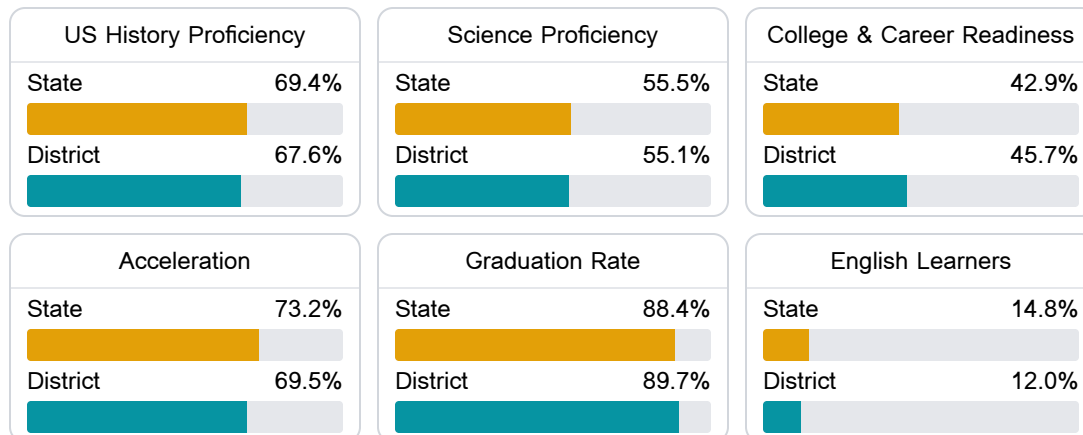 US History Proficiency
State 69.4%
District 67.6%
Science Proficiency
State 55.5%
District 55.1%
College & Career Readiness
State 42.9%
District 45.7%
Acceleration
State 73.2%
District 69.5%
Graduation Rate
State 88.4%
District 89.7%
English Learners
State 14.8%
District 12.0%